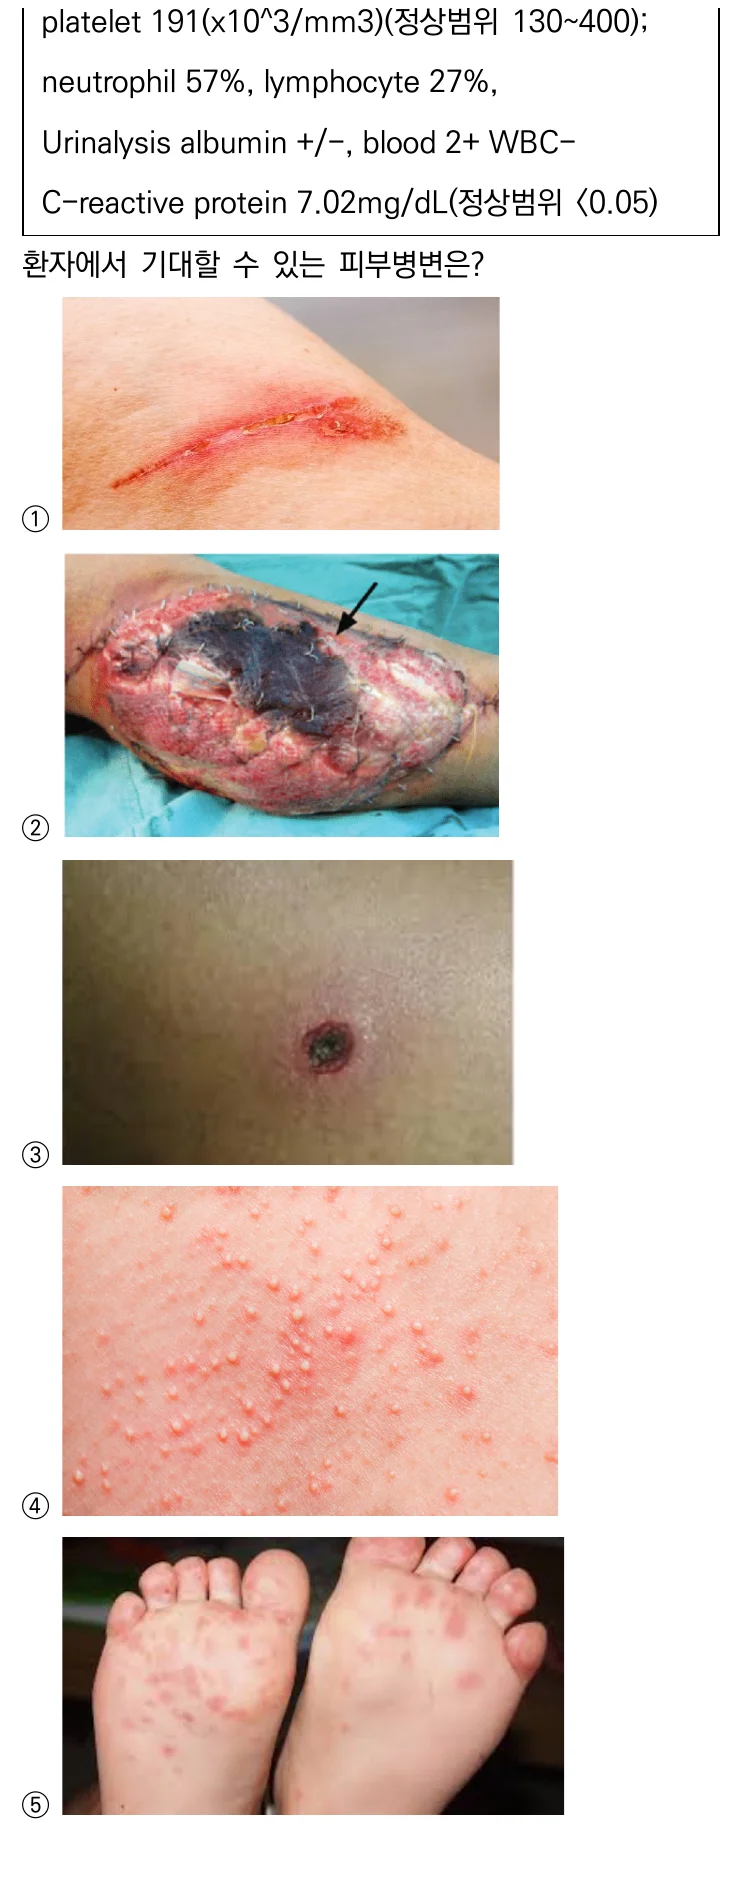 platelet 191(x10^3/mm3)(정상범위 130~400);
neutrophil 57%, lymphocyte 27%,
Urinalysis albumin +/-, blood 2+ WBC-
C-reactive protein 7.02mg/dL(정상범위 <0.05)
환자에서 기대할 수 있는 피부병변은?
①
②
③
④
⑤